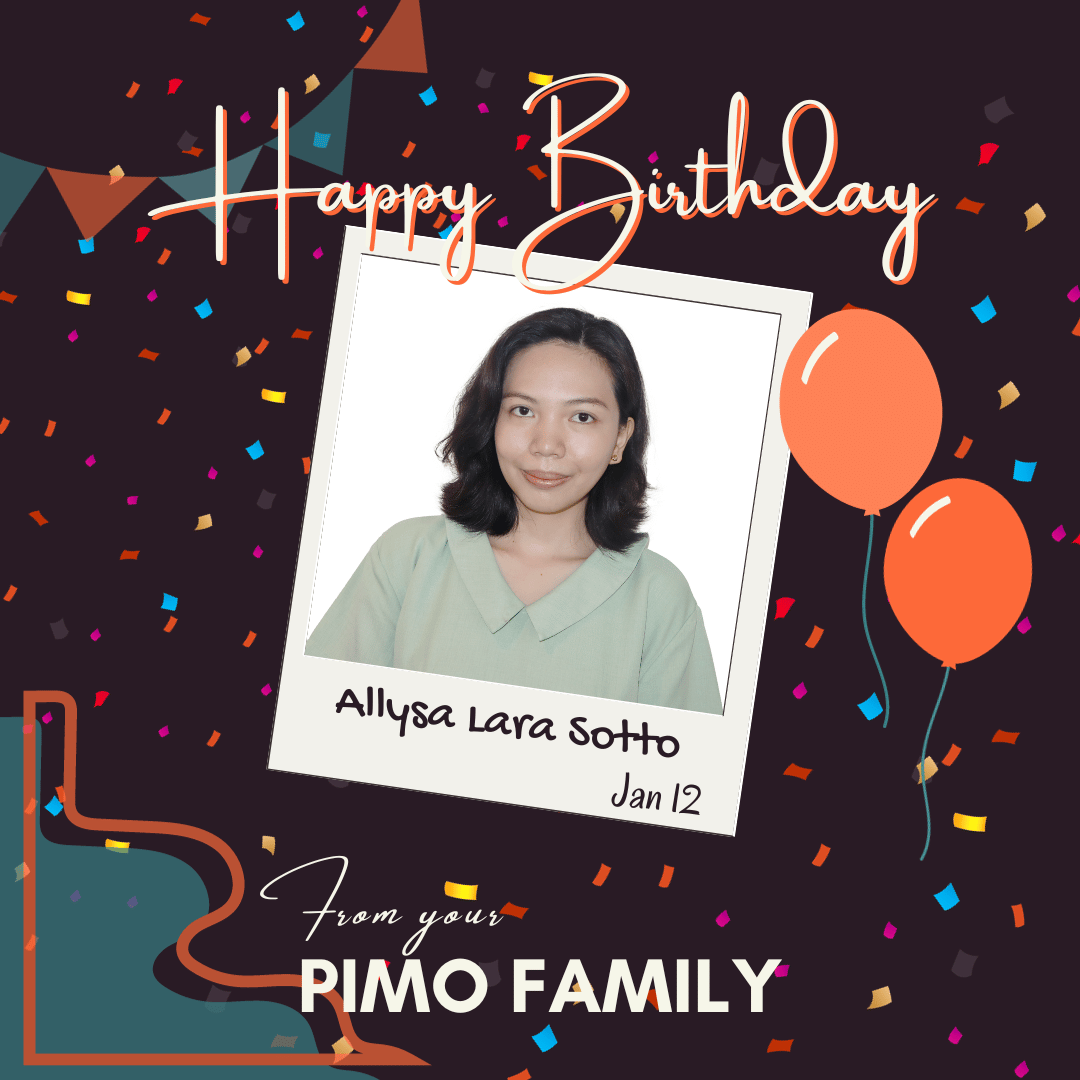 Happy Birthday
Allysa Lara Sotto
Jan 12
From your
PIMO FAMILY